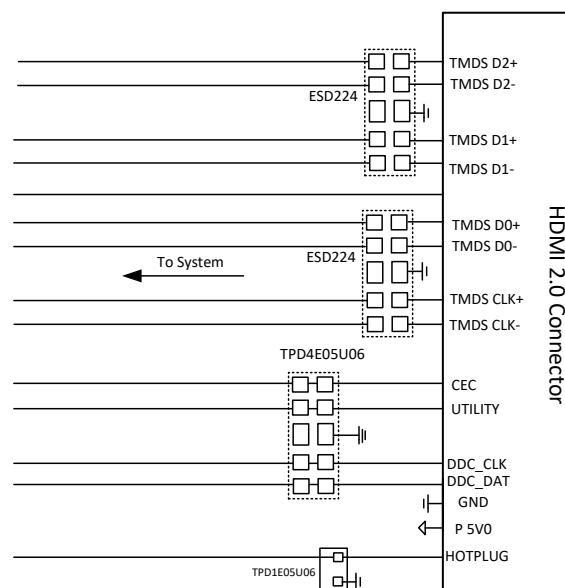 TMDS D2+
TMDS D2-
ESD224
TMDS D1+
TMDS D1-
TMDS D0+
TMDS D0-
ESD224
To System
TMDS CLK+
TMDS CLK-
HDMI 2.0 Connector
TPD4E05U06
CEC
UTILITY
DDC_CLK
DDC_DAT
GND
P 5V0
HOTPLUG
TPD1E05U06